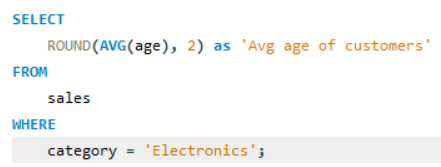 SELECT
ROUND(AVG(age), 2) as 'Avg age of customers'
FROM
sales
WHERE
category = 'Electronics';